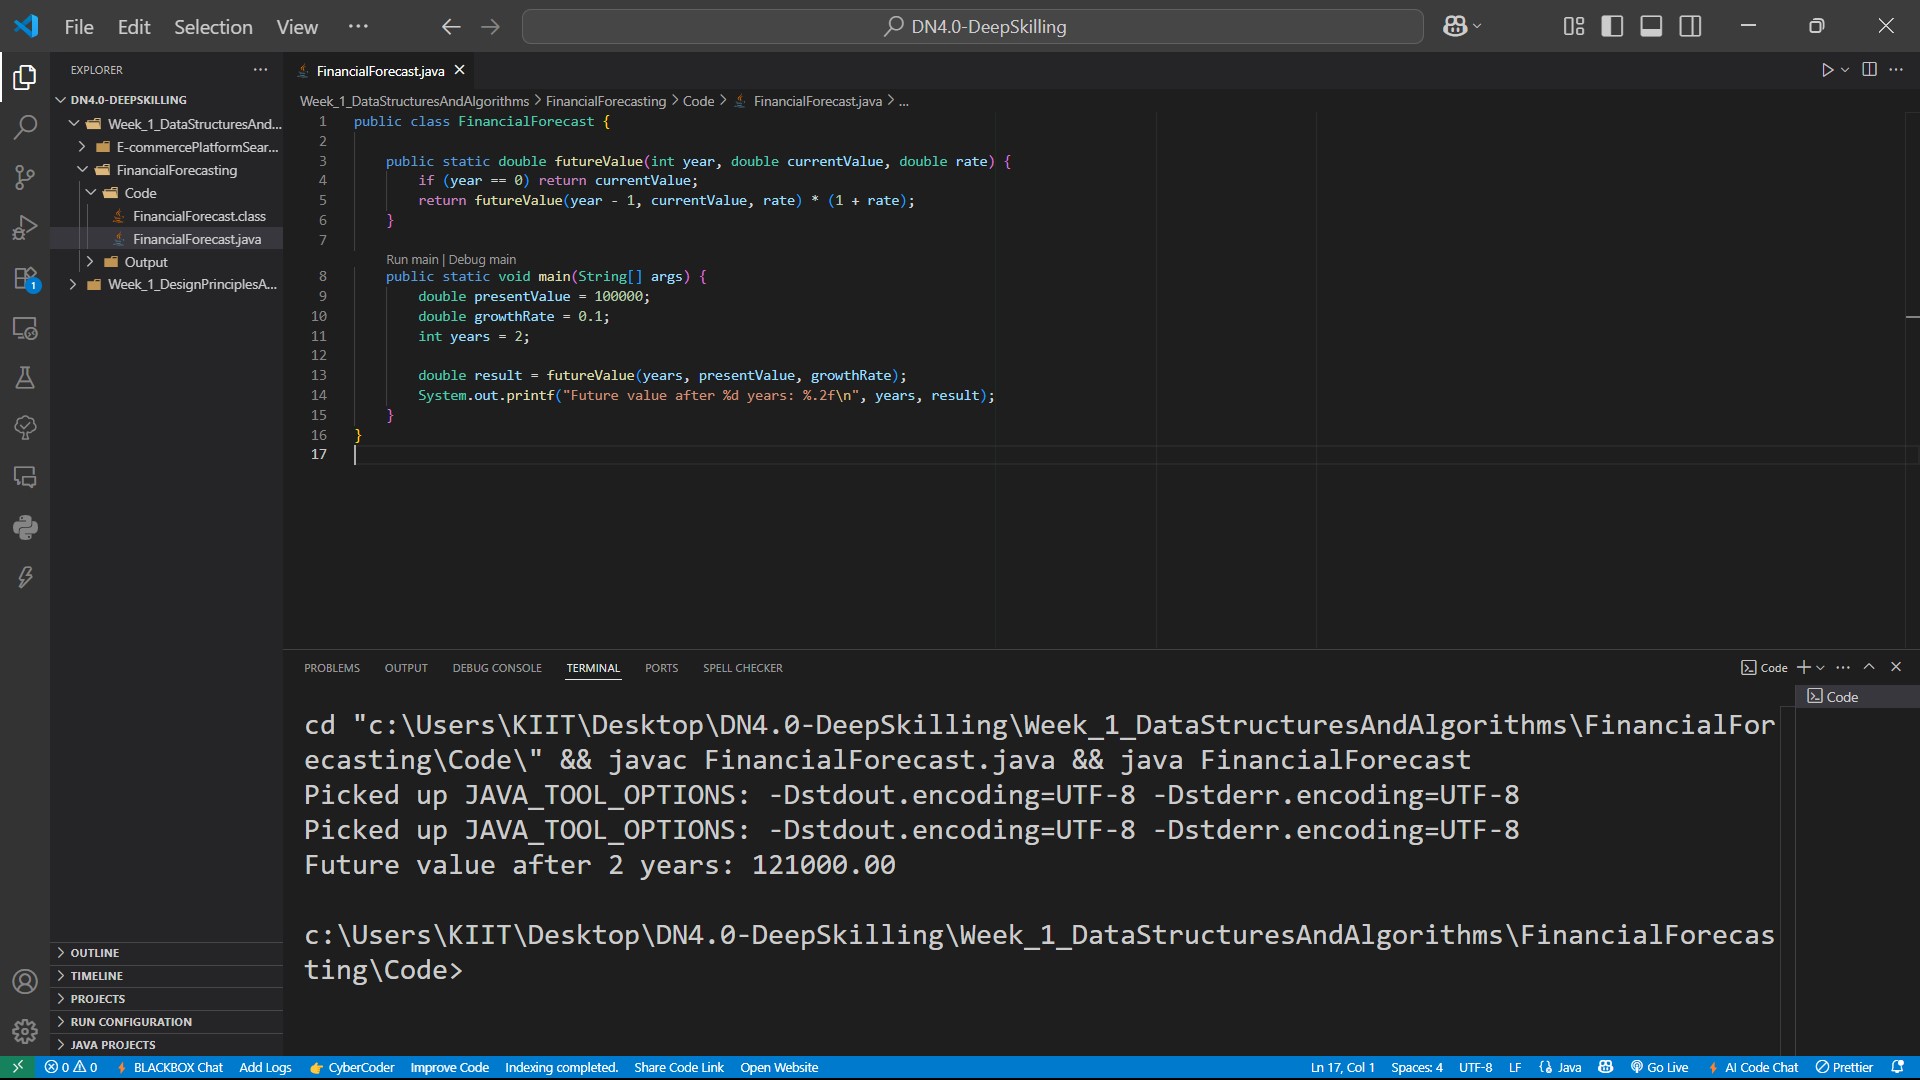 File Edit Selection View ···
DN4.0-DeepSkilling
EXPLORER
DN4.0-DEEPSKILLING
Week_1_DataStructuresAnd...
E-commercePlatformSear...
FinancialForecasting
Code
FinancialForecast.class
FinancialForecast.java
Output
Week_1_DesignPrinciplesA...
1
OUTLINE
TIMELINE
PROJECTS
RUN CONFIGURATION
JAVA PROJECTS
FinancialForecast.java
Week_1_DataStructuresAndAlgorithms > FinancialForecasting > Code > FinancialForecast.java > ...
1 public class FinancialForecast {
2
3     public static double futureValue(int year, double currentValue, double rate) {
4         if (year == 0) return currentValue;
5         return futureValue(year - 1, currentValue, rate) * (1 + rate);
6     }
7
Run main | Debug main
8     public static void main(String[] args) {
9         double presentValue = 100000;
10         double growthRate = 0.1;
11         int years = 2;
12
13         double result = futureValue(years, presentValue, growthRate);
14         System.out.printf("Future value after %d years: %.2f\n", years, result);
15     }
16 }
17
PROBLEMS OUTPUT DEBUG CONSOLE TERMINAL PORTS SPELL CHECKER
Code
Code
cd "c:\Users\KIIT\Desktop\DN4.0-DeepSkilling\Week_1_DataStructuresAndAlgorithms\FinancialFor
ecasting\Code\" && javac FinancialForecast.java && java FinancialForecast
Picked up JAVA_TOOL_OPTIONS: -Dstdout.encoding=UTF-8 -Dstderr.encoding=UTF-8
Picked up JAVA_TOOL_OPTIONS: -Dstdout.encoding=UTF-8 -Dstderr.encoding=UTF-8
Future value after 2 years: 121000.00
c:\Users\KIIT\Desktop\DN4.0-DeepSkilling\Week_1_DataStructuresAndAlgorithms\FinancialForecas
ting\Code>
0 0 BLACKBOX Chat Add Logs CyberCoder Improve Code Indexing completed. Share Code Link Open Website Ln 17, Col 1 Spaces: 4 UTF-8 LF {} Java Go Live AI Code Chat Prettier